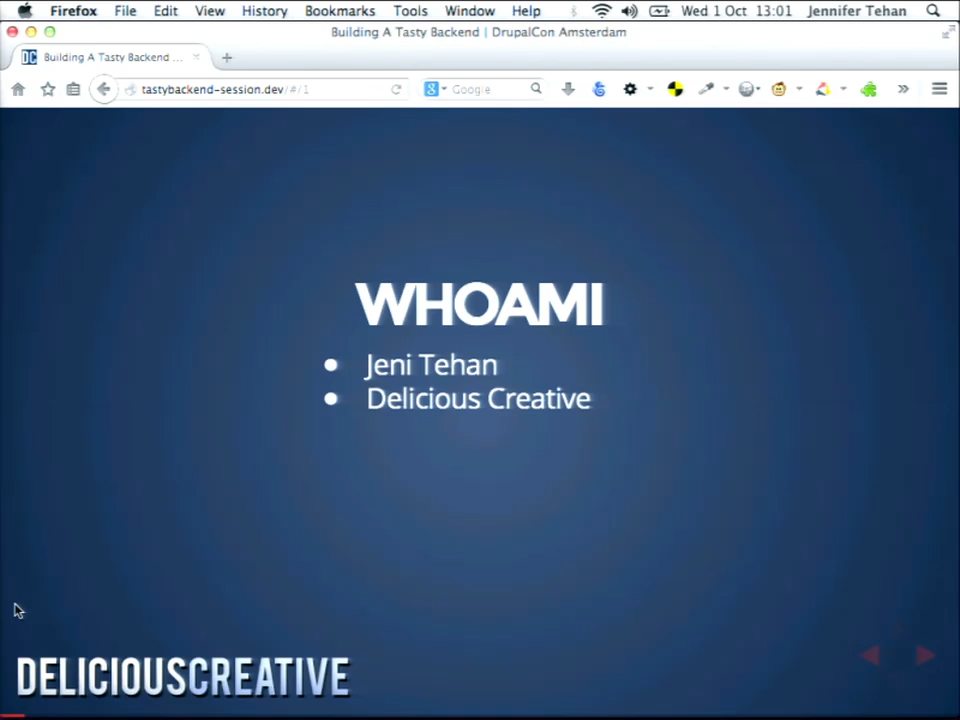 Firefox File Edit View History Bookmarks Tools Window Help Wed 1 Oct 13:01 Jennifer Tehan
Building A Tasty Backend | DrupalCon Amsterdam
DC Building A Tasty Backend ...
tastybackend-session.dev/#/1 Google
WHOAMI
• Jeni Tehan
• Delicious Creative
DELICIOUSCREATIVE